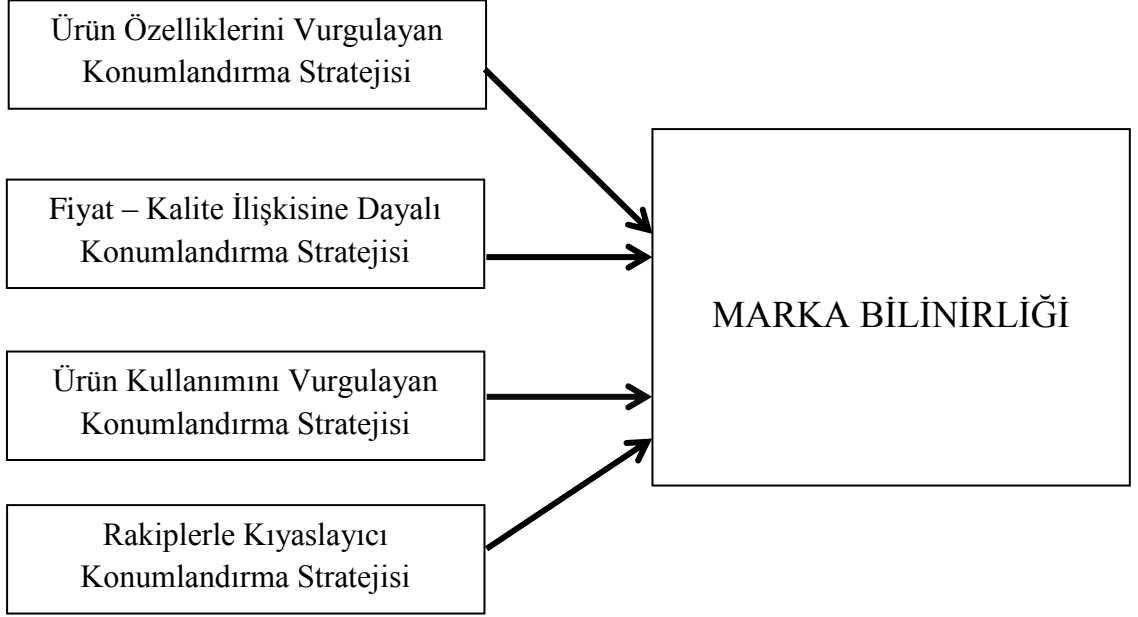 Ürün Özelliklerini Vurgulayan
Konumlandırma Stratejisi
Fiyat – Kalite İlişkisine Dayalı
Konumlandırma Stratejisi
Ürün Kullanımını Vurgulayan
Konumlandırma Stratejisi
Rakiplerle Kıyaslayıcı
Konumlandırma Stratejisi
MARKA BİLİNİRLİĞİ